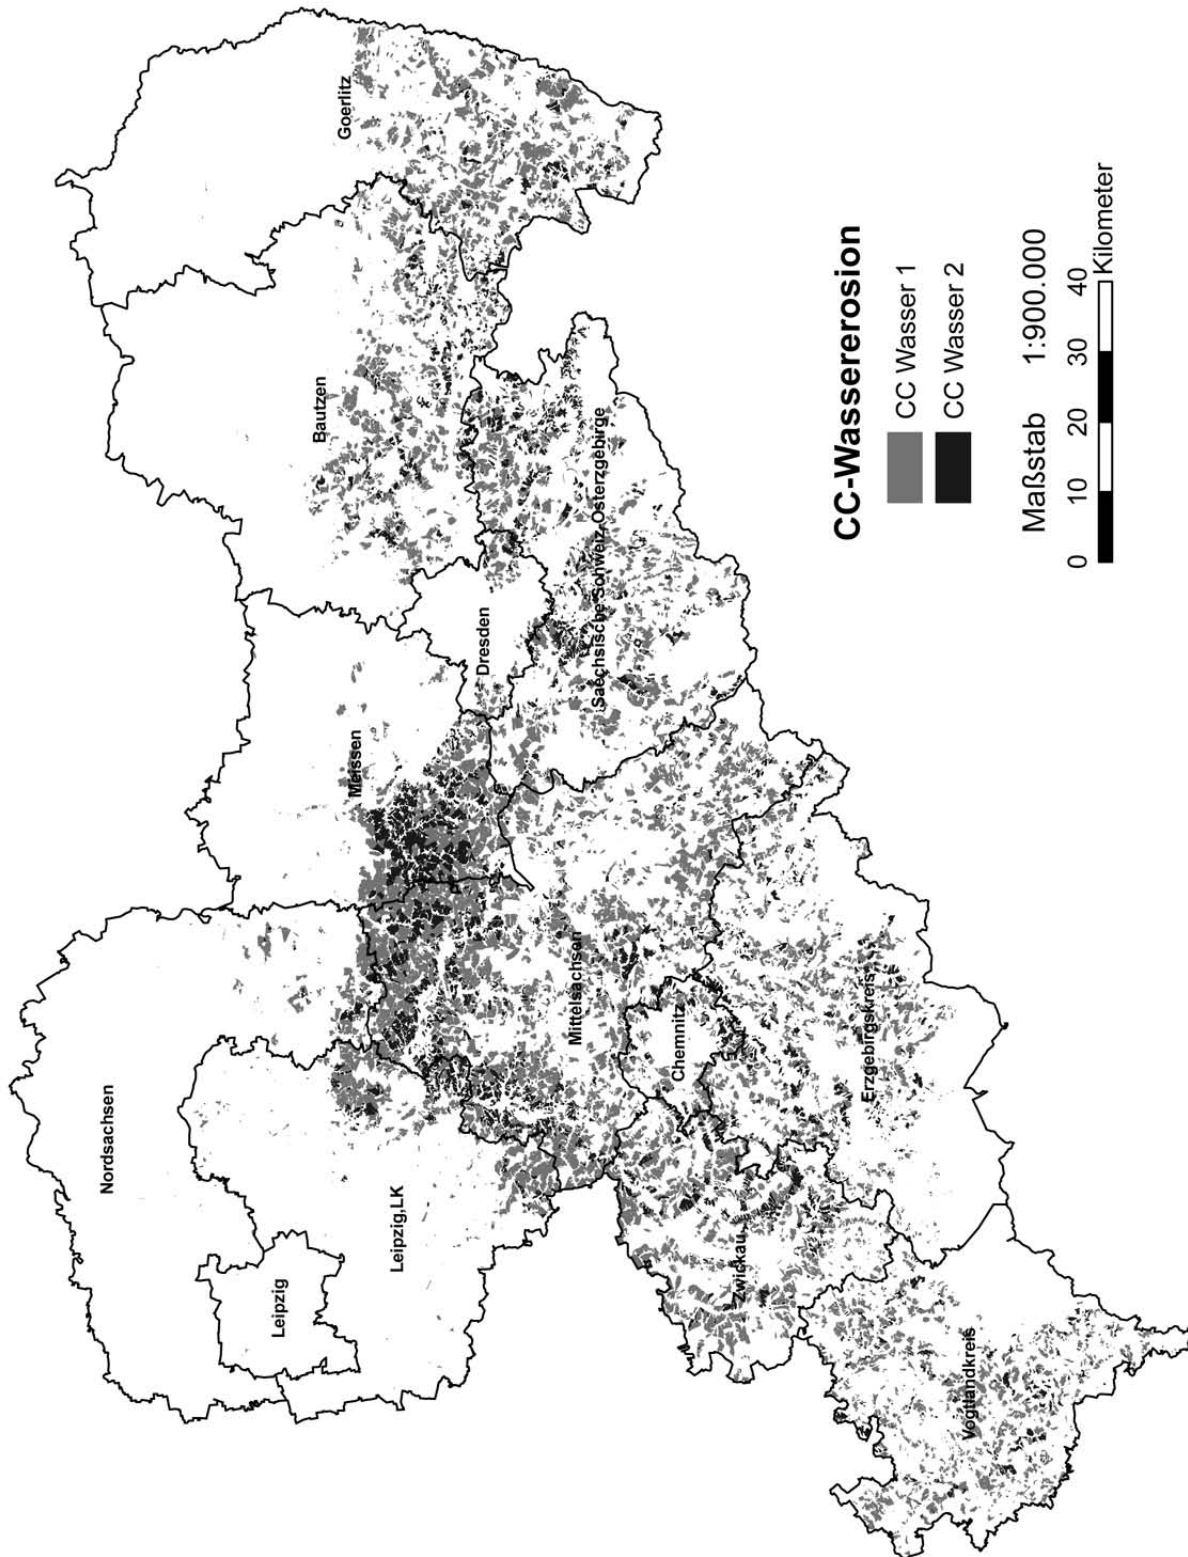 Nordsachsen
Leipzig
Leipzig,LK
Meissen
Bautzen
Goerlitz
Dresden
Mittelsachsen
Saechsische Schweiz,Osterzgebirge
Chemnitz
Zwickau
Erzgebirgskreis
Vogtlandkreis
CC-Wassererosion
CC Wasser 1
CC Wasser 2
Maßstab 1:900.000
0 10 20 30 40
Kilometer